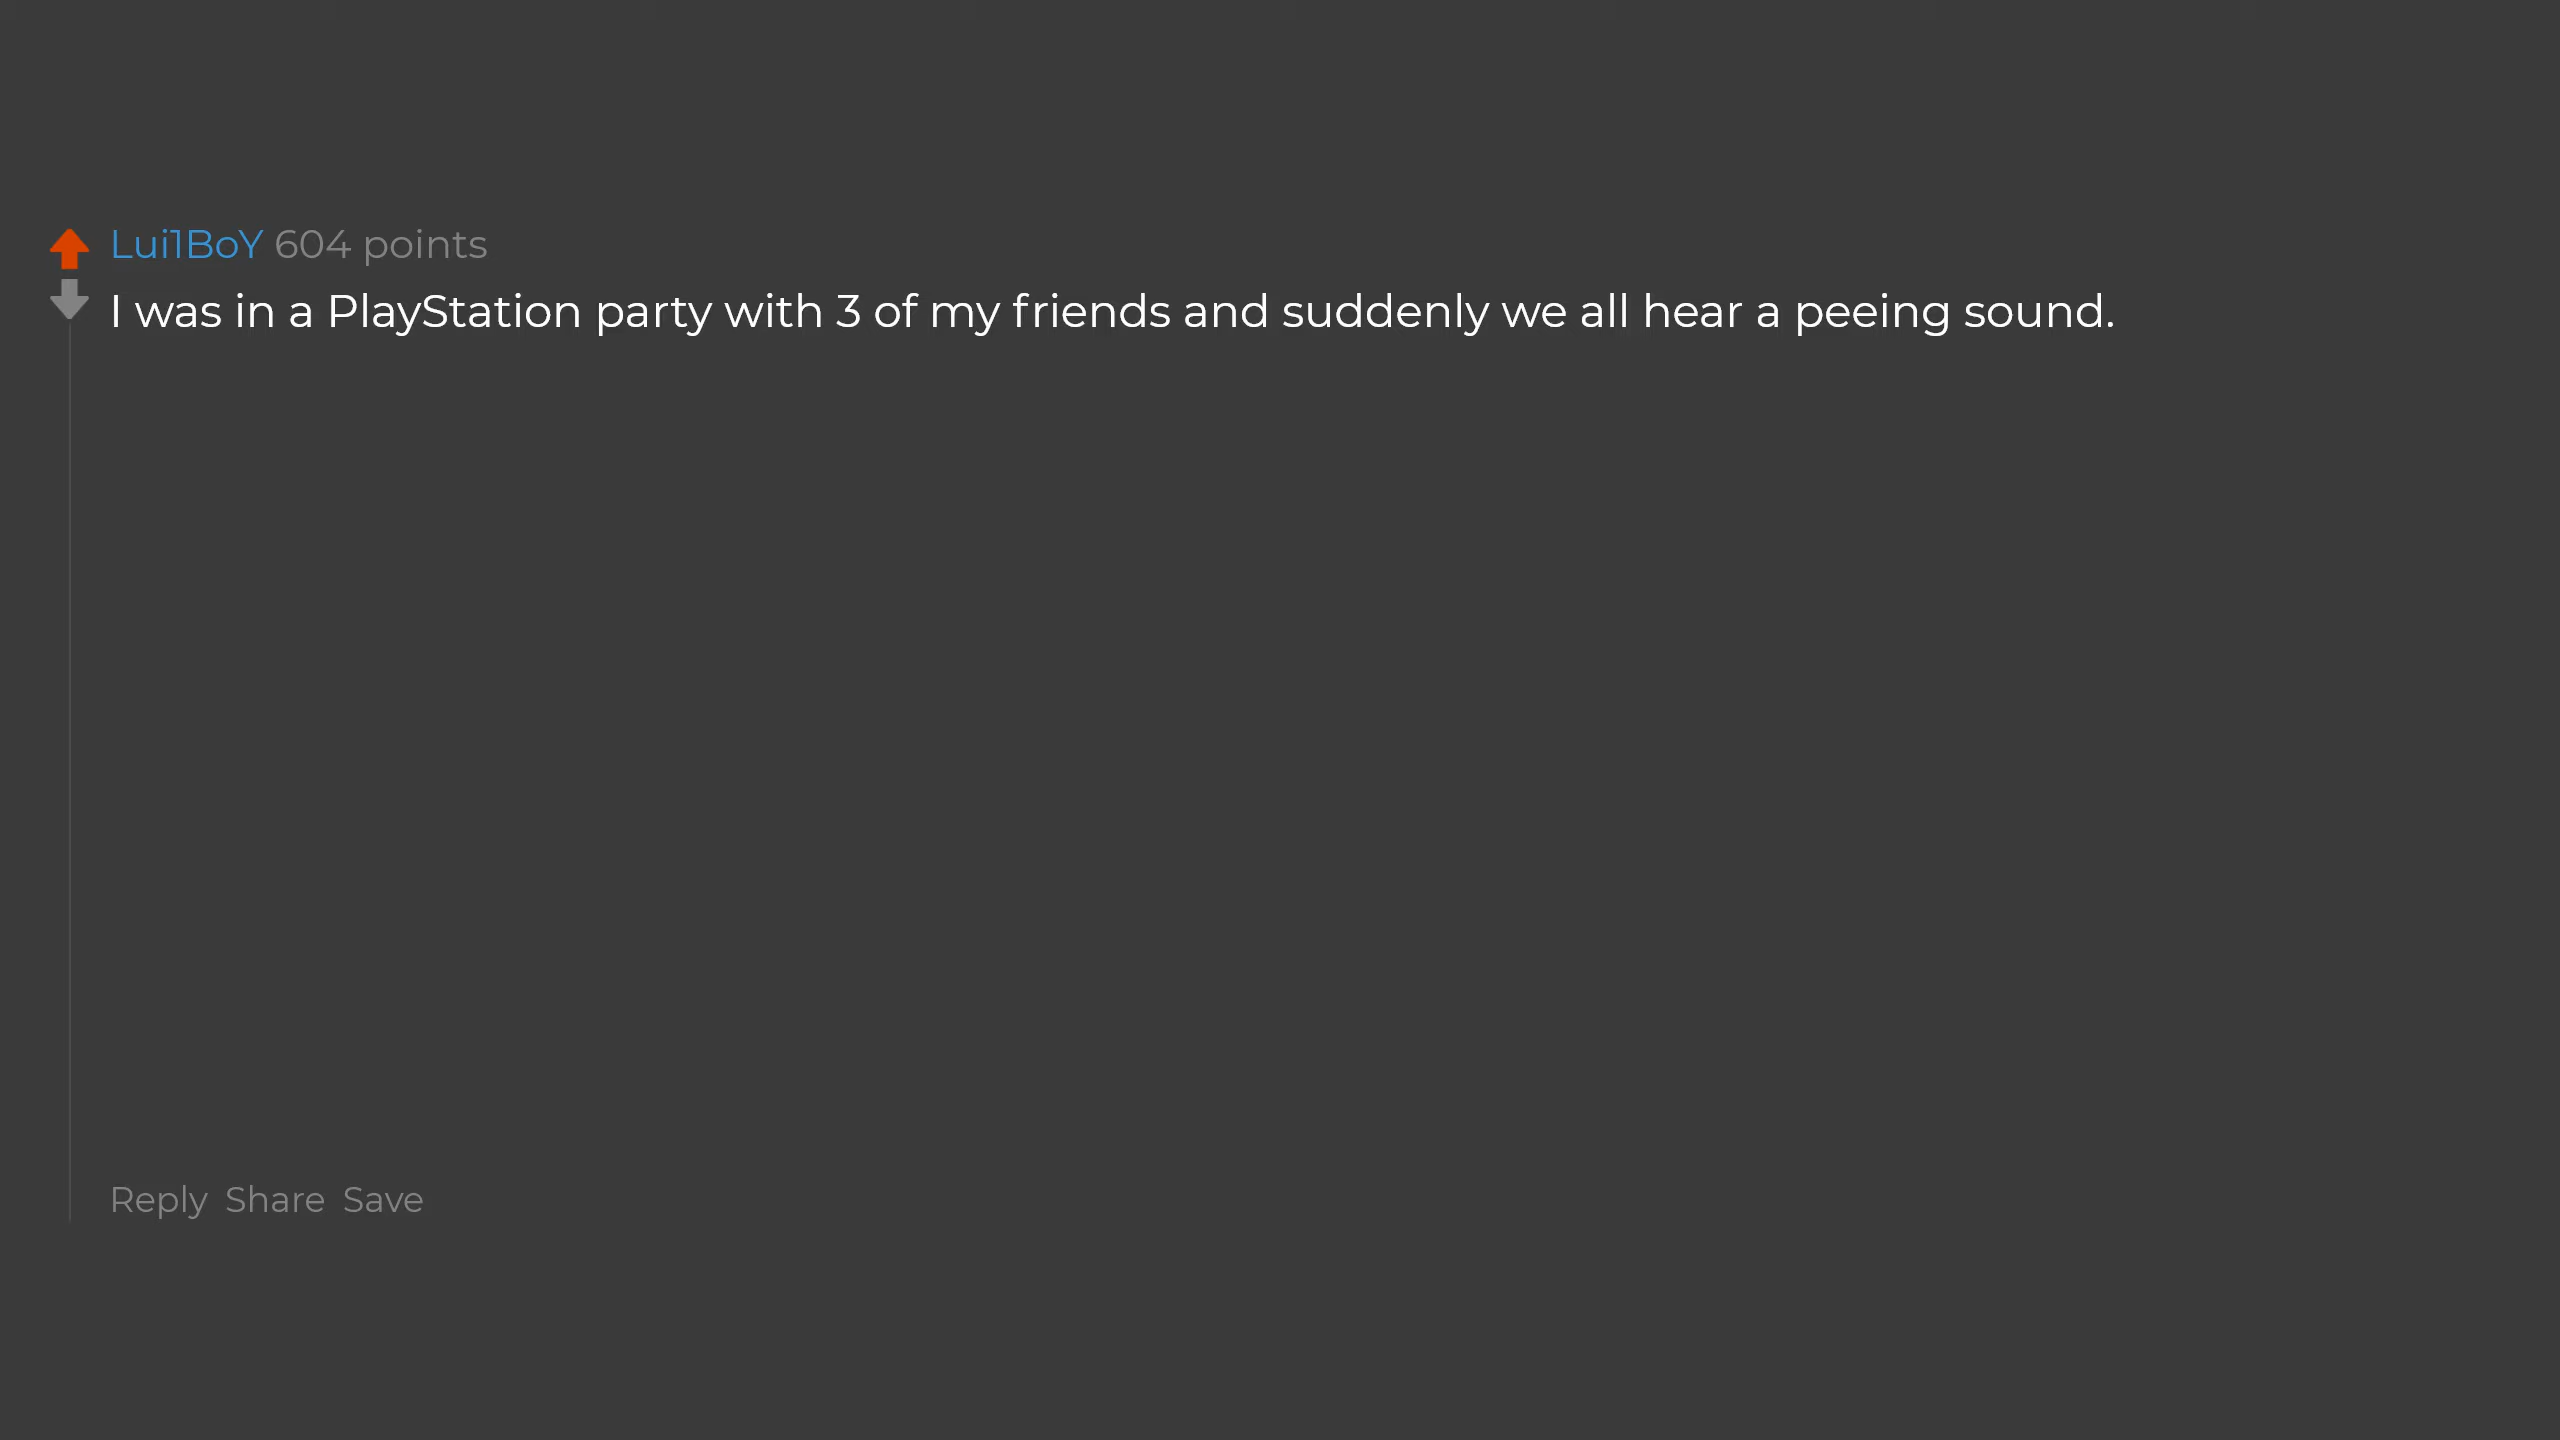 Lui1BoY 604 points
I was in a PlayStation party with 3 of my friends and suddenly we all hear a peeing sound.
Reply Share Save